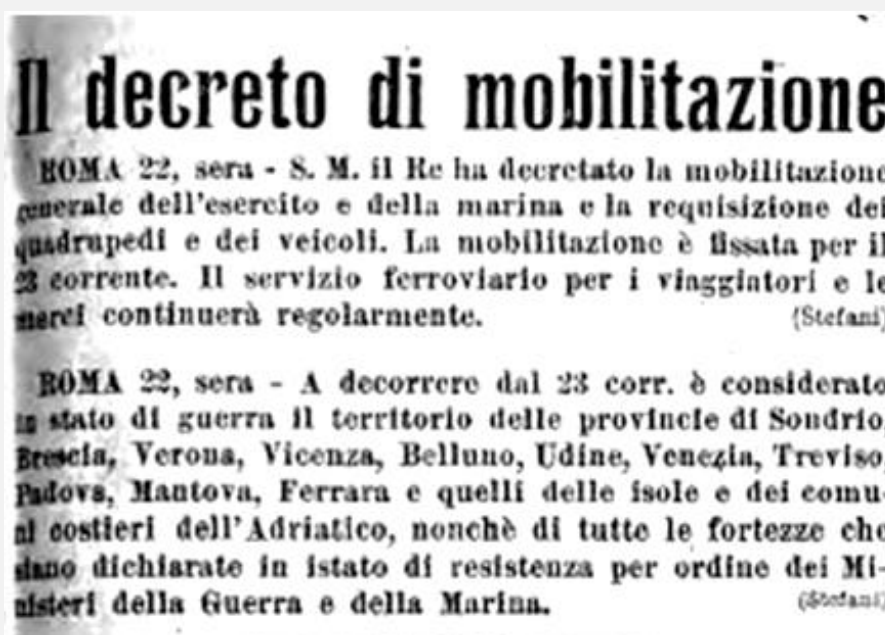 Il decreto di mobilitazione
ROMA 22, sera - S. M. il Re ha decretato la mobilitazione
generale dell'esercito e della marina e la requisizione dei
quadrupedi e dei veicoli. La mobilitazione è fissata per il
23 corrente. Il servizio ferroviario per i viaggiatori e le
merci continuerà regolarmente. (Stefani)
ROMA 22, sera - A decorrere dal 23 corr. è considerato
in stato di guerra il territorio delle provincie di Sondrio,
Brescia, Verona, Vicenza, Belluno, Udine, Venezia, Treviso,
Padova, Mantova, Ferrara e quelli delle isole e dei comu-
ni costieri dell'Adriatico, nonchè di tutte le fortezze che
siano dichiarate in istato di resistenza per ordine dei Mi-
nisteri della Guerra e della Marina. (Stefani)